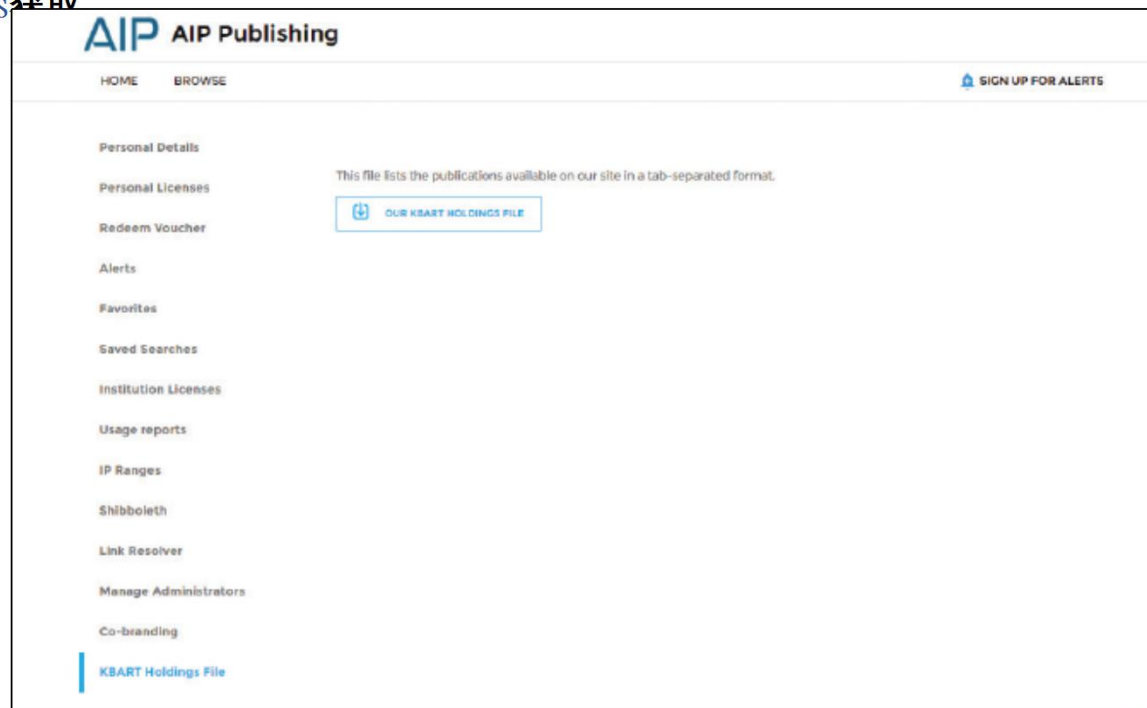 AIP AIP Publishing
HOME BROWSE SIGN UP FOR ALERTS
Personal Details
This file lists the publications available on our site in a tab-separated format.
Personal Licenses
OUR KBART HOLDINGS FILE
Redeem Voucher
Alerts
Favorites
Saved Searches
Institution Licenses
Usage reports
IP Ranges
Shibboleth
Link Resolver
Manage Administrators
Co-branding
KBART Holdings File